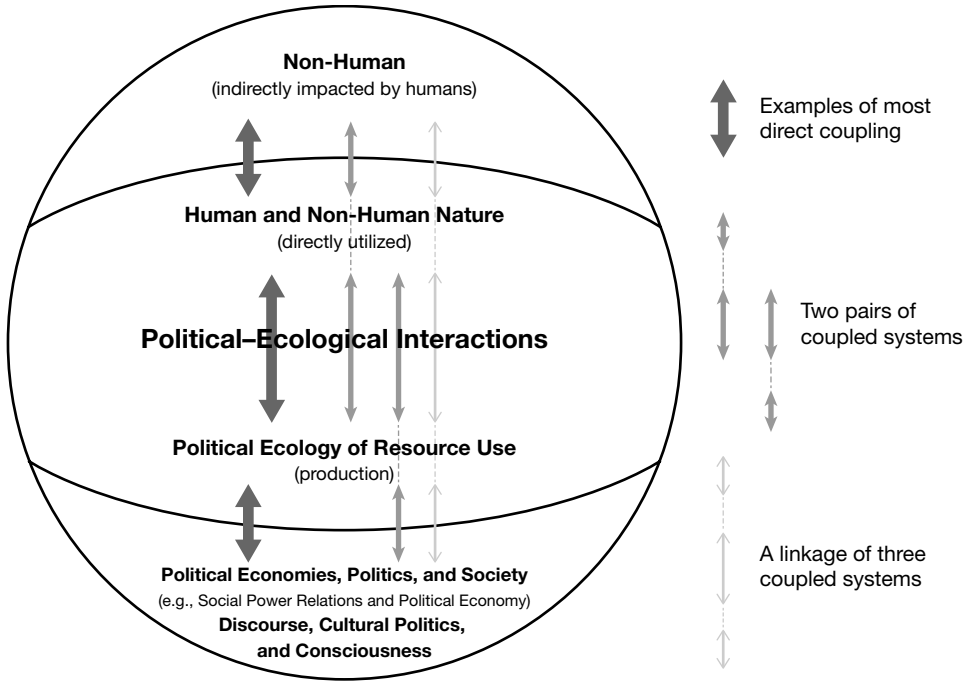 Non-Human
(indirectly impacted by humans)
Examples of most
direct coupling
Human and Non-Human Nature
(directly utilized)
Political–Ecological Interactions
Two pairs of
coupled systems
Political Ecology of Resource Use
(production)
A linkage of three
coupled systems
Political Economies, Politics, and Society
(e.g., Social Power Relations and Political Economy)
Discourse, Cultural Politics,
and Consciousness